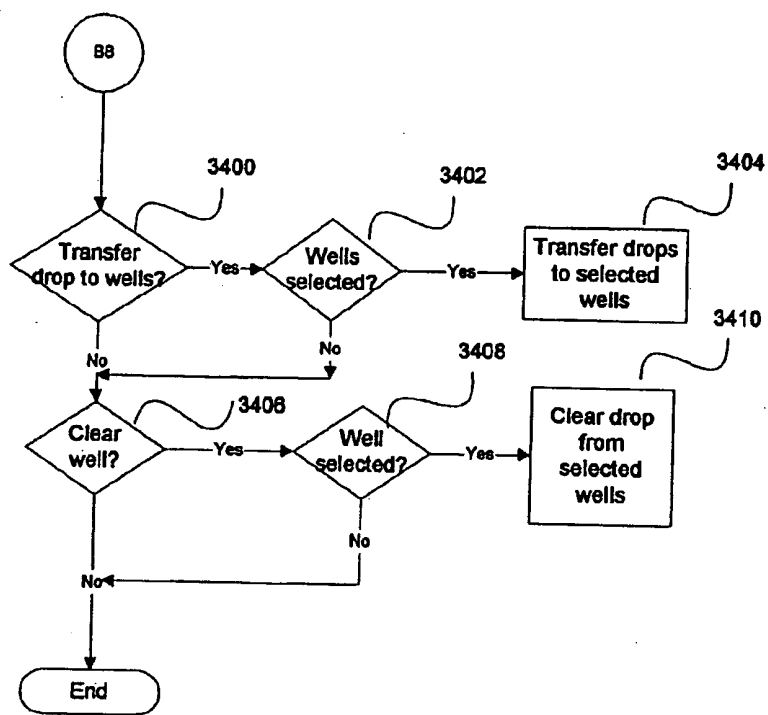 B8
3400
3402
3404
Transfer
drop to wells?
Yes
Wells
selected?
Yes
Transfer drops
to selected
wells
No
No
3406
3408
3410
Clear
well?
Yes
Well
selected?
Yes
Clear drop
from
selected
wells
No
No
End